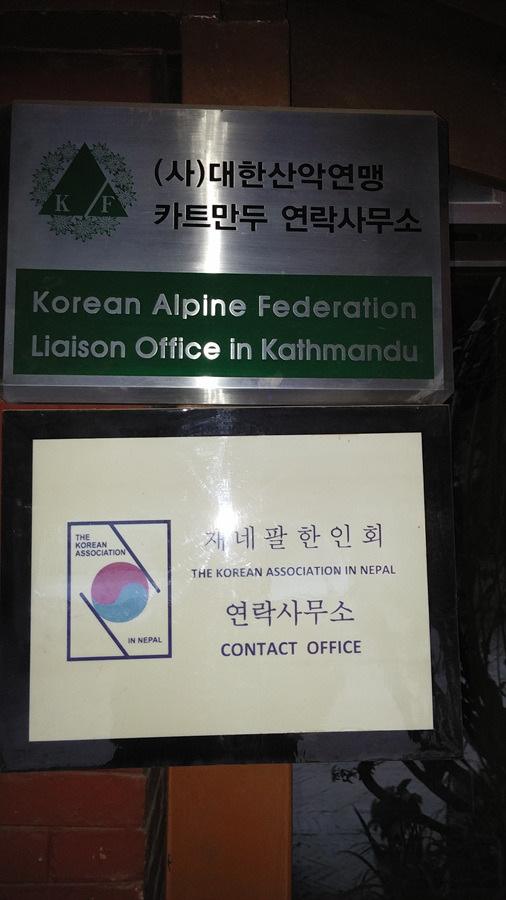 K F
(사)대한산악연맹
카트만두 연락사무소
Korean Alpine Federation
Liaison Office in Kathmandu
THE
KOREAN
ASSOCIATION
IN NEPAL
재네팔한인회
THE KOREAN ASSOCIATION IN NEPAL
연락사무소
CONTACT OFFICE